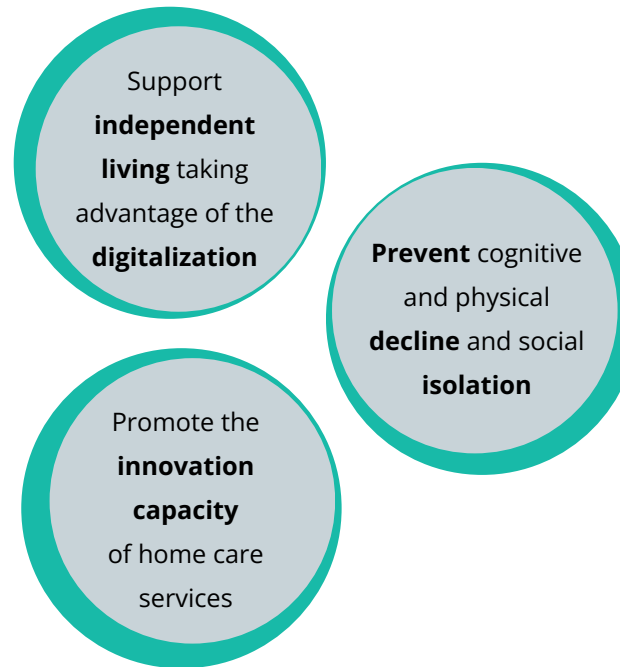 Support
independent
living taking
advantage of the
digitalization
Prevent cognitive
and physical
decline and social
isolation
Promote the
innovation
capacity
of home care
services